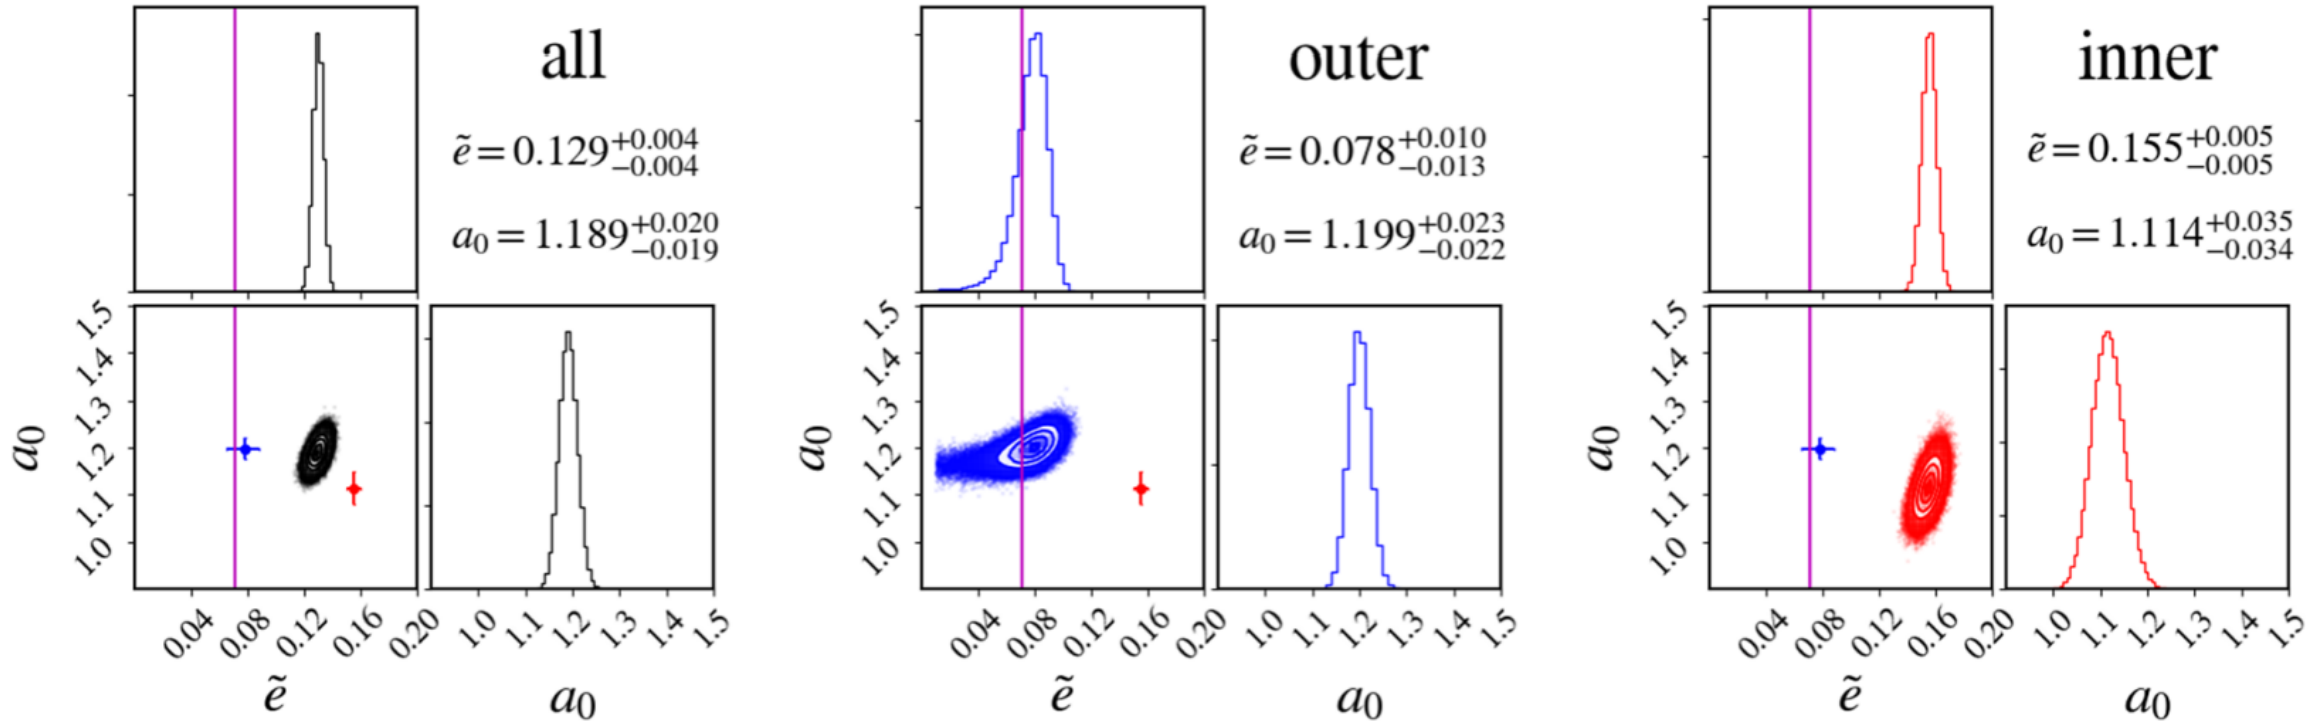 all
ẽ = 0.129 +0.004 −0.004
a₀ = 1.189 +0.020 −0.019
a₀
1.5
1.4
1.3
1.2
1.1
1.0
0.04 0.08 0.12 0.16 0.20
1.0 1.1 1.2 1.3 1.4 1.5
ẽ
a₀
outer
ẽ = 0.078 +0.010 −0.013
a₀ = 1.199 +0.023 −0.022
a₀
1.5
1.4
1.3
1.2
1.1
1.0
0.04 0.08 0.12 0.16 0.20
1.0 1.1 1.2 1.3 1.4 1.5
ẽ
a₀
inner
ẽ = 0.155 +0.005 −0.005
a₀ = 1.114 +0.035 −0.034
a₀
1.5
1.4
1.3
1.2
1.1
1.0
0.04 0.08 0.12 0.16 0.20
1.0 1.1 1.2 1.3 1.4 1.5
ẽ
a₀